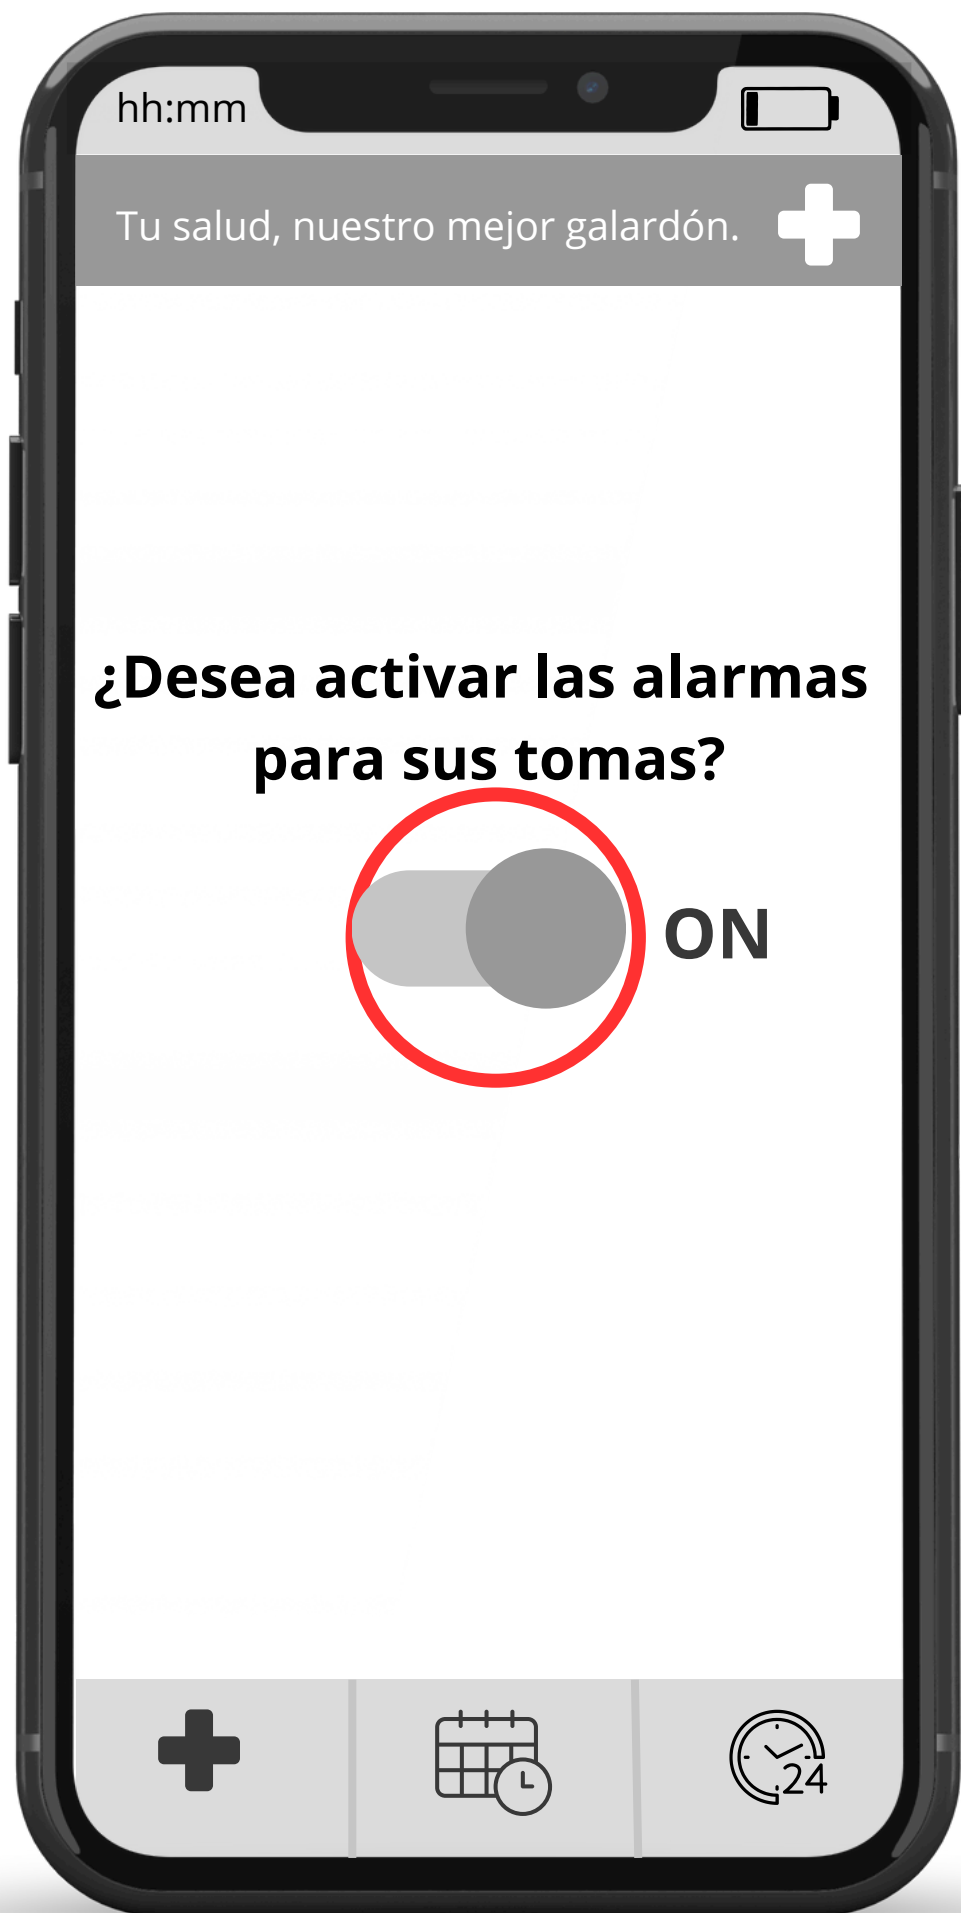 hh:mm
Tu salud, nuestro mejor galardón.
¿Desea activar las alarmas
para sus tomas?
ON
24